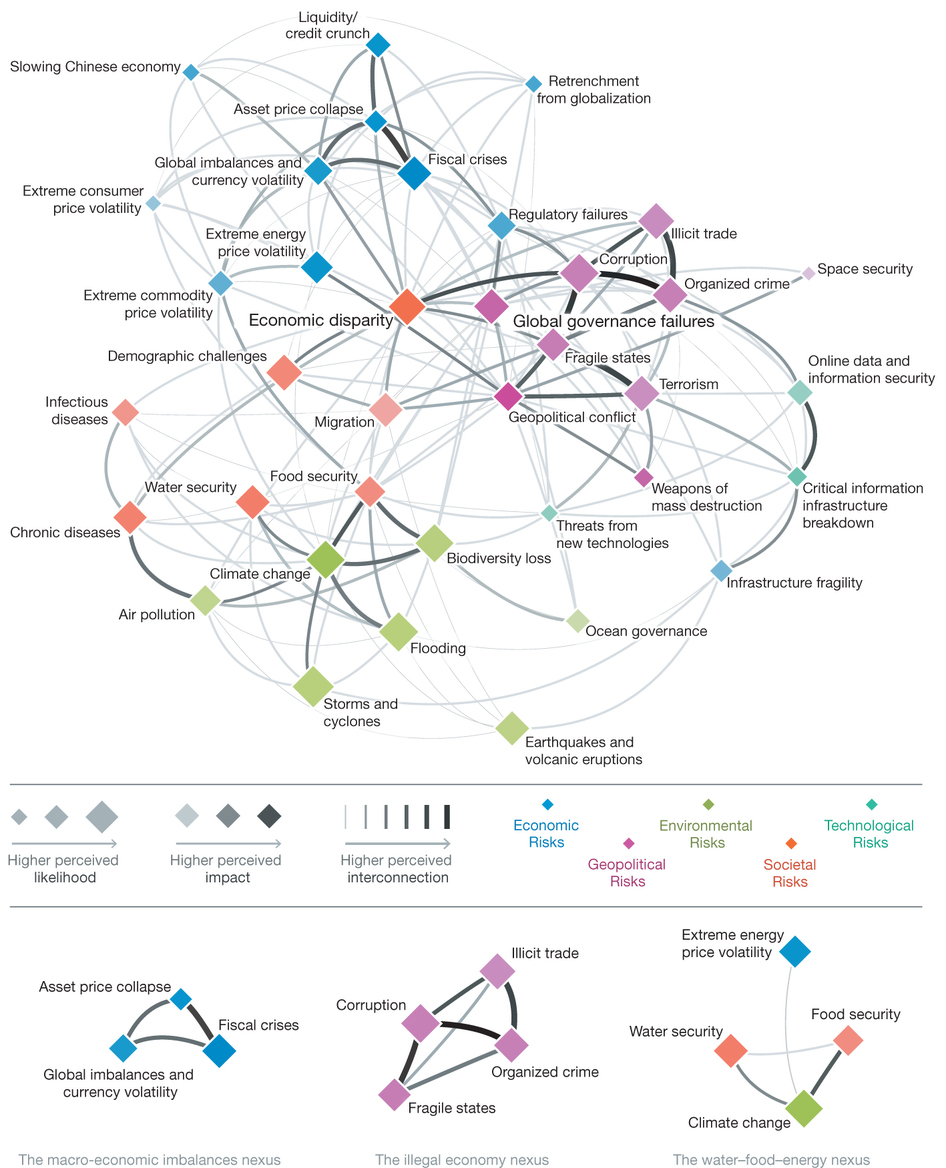 Liquidity/
credit crunch
Slowing Chinese economy
Retrenchment
from globalization
Asset price collapse
Global imbalances and
currency volatility
Fiscal crises
Extreme consumer
price volatility
Regulatory failures
Illicit trade
Extreme energy
price volatility
Corruption
Space security
Organized crime
Extreme commodity
price volatility
Economic disparity
Global governance failures
Demographic challenges
Fragile states
Online data and
information security
Terrorism
Infectious
diseases
Migration
Geopolitical conflict
Food security
Water security
Weapons of
mass destruction
Critical information
infrastructure
breakdown
Chronic diseases
Threats from
new technologies
Biodiversity loss
Climate change
Infrastructure fragility
Air pollution
Ocean governance
Flooding
Storms and
cyclones
Earthquakes and
volcanic eruptions
Higher perceived
likelihood
Higher perceived
impact
Higher perceived
interconnection
Economic
Risks
Geopolitical
Risks
Environmental
Risks
Societal
Risks
Technological
Risks
Asset price collapse
Fiscal crises
Global imbalances and
currency volatility
The macro-economic imbalances nexus
Illicit trade
Corruption
Organized crime
Fragile states
The illegal economy nexus
Extreme energy
price volatility
Food security
Water security
Climate change
The water–food–energy nexus